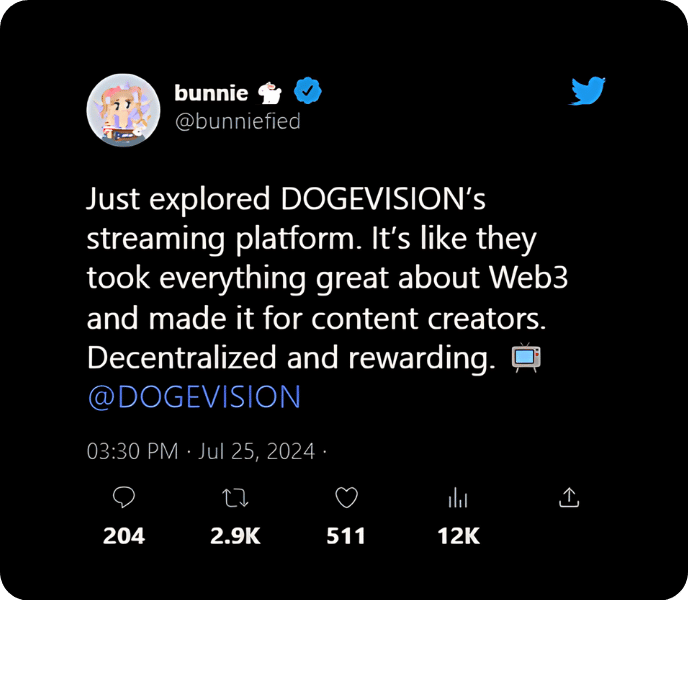 bunnie
@bunniefied
Just explored DOGEVISION’s
streaming platform. It’s like they
took everything great about Web3
and made it for content creators.
Decentralized and rewarding. 📺
@DOGEVISION
03:30 PM · Jul 25, 2024 ·
204 2.9K 511 12K